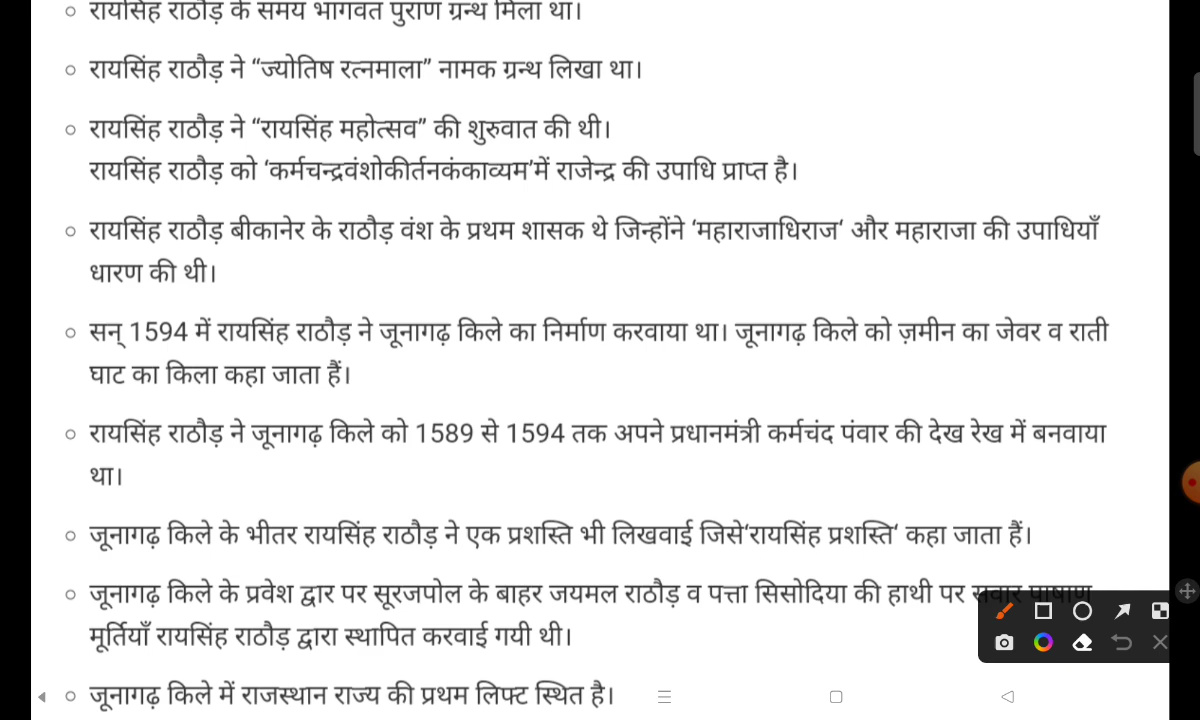 रायसिंह राठौड़ के समय भागवत पुराण ग्रन्थ मिला था।
रायसिंह राठौड़ ने “ज्योतिष रत्नमाला” नामक ग्रन्थ लिखा था।
रायसिंह राठौड़ ने “रायसिंह महोत्सव” की शुरुवात की थी।
रायसिंह राठौड़ को ‘कर्मचन्द्रवंशोकीर्तनकंकाव्यम’में राजेन्द्र की उपाधि प्राप्त है।
रायसिंह राठौड़ बीकानेर के राठौड़ वंश के प्रथम शासक थे जिन्होंने ‘महाराजाधिराज‘ और महाराजा की उपाधियाँ
धारण की थी।
सन् 1594 में रायसिंह राठौड़ ने जूनागढ़ किले का निर्माण करवाया था। जूनागढ़ किले को ज़मीन का जेवर व राती
घाट का किला कहा जाता हैं।
रायसिंह राठौड़ ने जूनागढ़ किले को 1589 से 1594 तक अपने प्रधानमंत्री कर्मचंद पंवार की देख रेख में बनवाया
था।
जूनागढ़ किले के भीतर रायसिंह राठौड़ ने एक प्रशस्ति भी लिखवाई जिसे‘रायसिंह प्रशस्ति‘ कहा जाता हैं।
जूनागढ़ किले के प्रवेश द्वार पर सूरजपोल के बाहर जयमल राठौड़ व पत्ता सिसोदिया की हाथी पर सवार पाषाण
मूर्तियाँ रायसिंह राठौड़ द्वारा स्थापित करवाई गयी थी।
जूनागढ़ किले में राजस्थान राज्य की प्रथम लिफ्ट स्थित है।